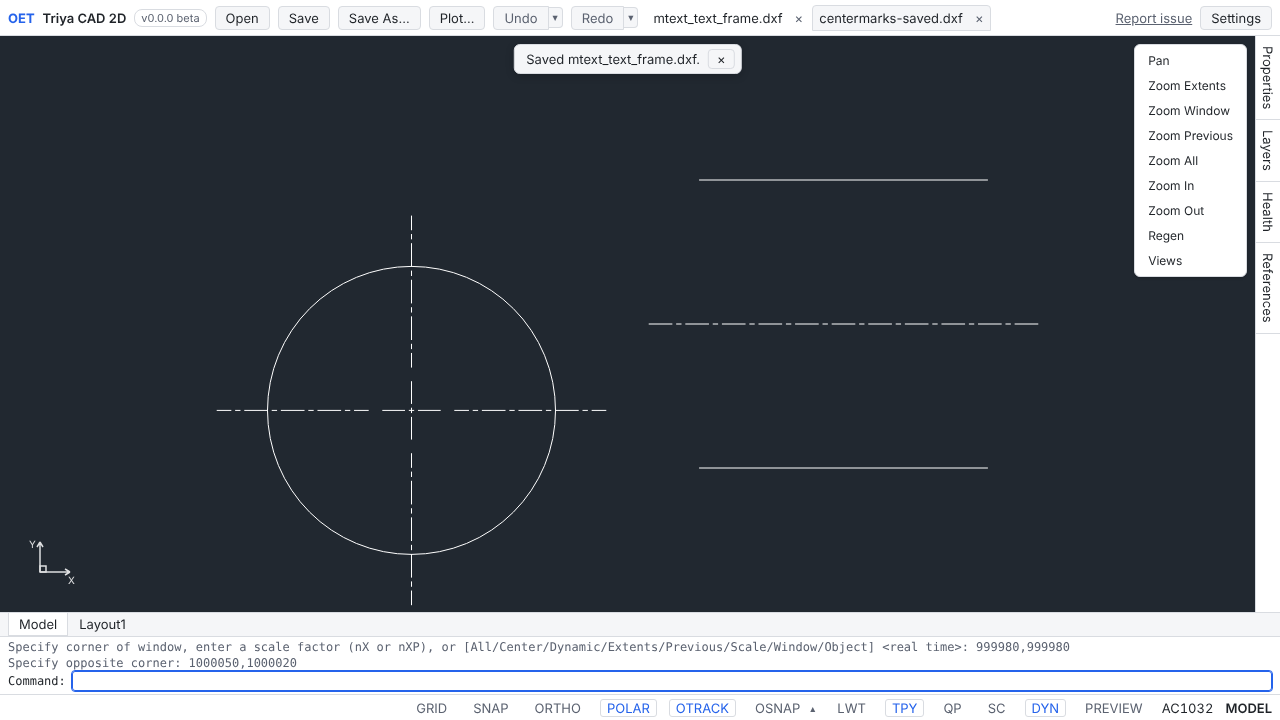 OET Triya CAD 2D v0.0.0 beta Open Save Save As... Plot... Undo ▾ Redo ▾ mtext_text_frame.dxf × centermarks-saved.dxf × Report issue Settings
Saved mtext_text_frame.dxf. ×
Pan
Zoom Extents
Zoom Window
Zoom Previous
Zoom All
Zoom In
Zoom Out
Regen
Views
Properties
Layers
Health
References
Y
X
Model Layout1
Specify corner of window, enter a scale factor (nX or nXP), or [All/Center/Dynamic/Extents/Previous/Scale/Window/Object] <real time>: 999980,999980
Specify opposite corner: 1000050,1000020
Command:
GRID SNAP ORTHO POLAR OTRACK OSNAP ▴ LWT TPY QP SC DYN PREVIEW AC1032 MODEL